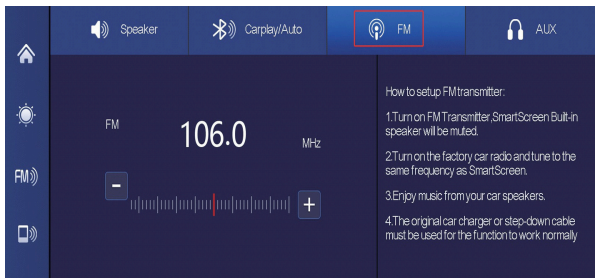 Speaker
Carplay/Auto
FM
AUX
FM
FM
106.0
MHz
-
+
How to setup FM transmitter:
1.Turn on FM Transmitter,SmartScreen Built-in
speaker will be muted.
2.Turn on the factory car radio and tune to the
same frequency as SmartScreen.
3.Enjoy music from your car speakers.
4.The original car charger or step-down cable
must be used for the function to work normally